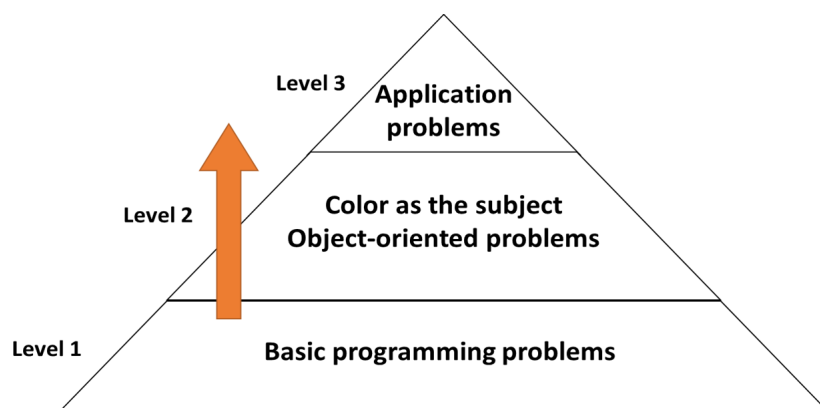 Level 3
Application
problems
Level 2
Color as the subject
Object-oriented problems
Level 1
Basic programming problems